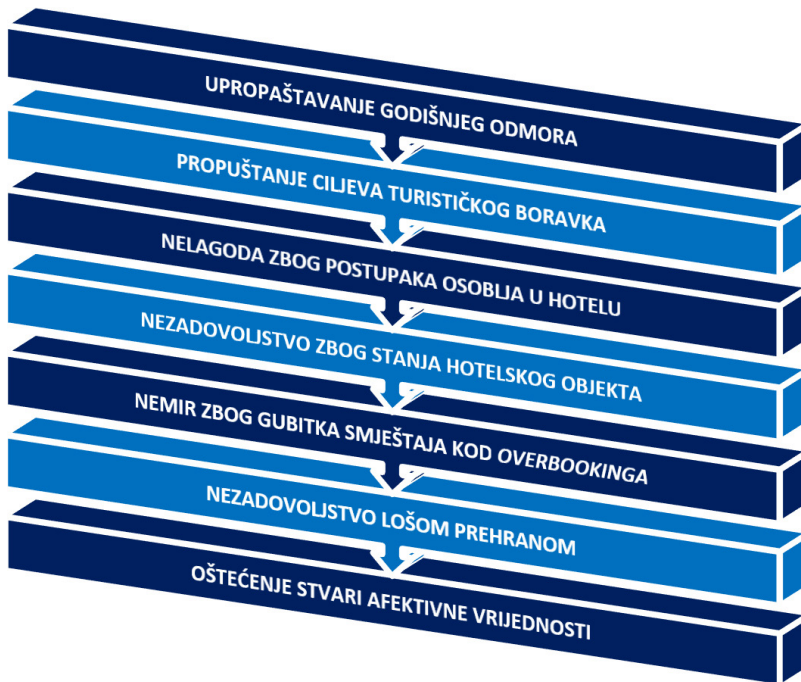 UPROPAŠTAVANJE GODIŠNJEG ODMORA
PROPUŠTANJE CILJEVA TURISTIČKOG BORAVKA
NELAGODA ZBOG POSTUPAKA OSOBLJA U HOTELU
NEZADOVOLJSTVO ZBOG STANJA HOTELSKOG OBJEKTA
NEMIR ZBOG GUBITKA SMJEŠTAJA KOD OVERBOOKINGA
NEZADOVOLJSTVO LOŠOM PREHRANOM
OŠTEĆENJE STVARI AFEKTIVNE VRIJEDNOSTI